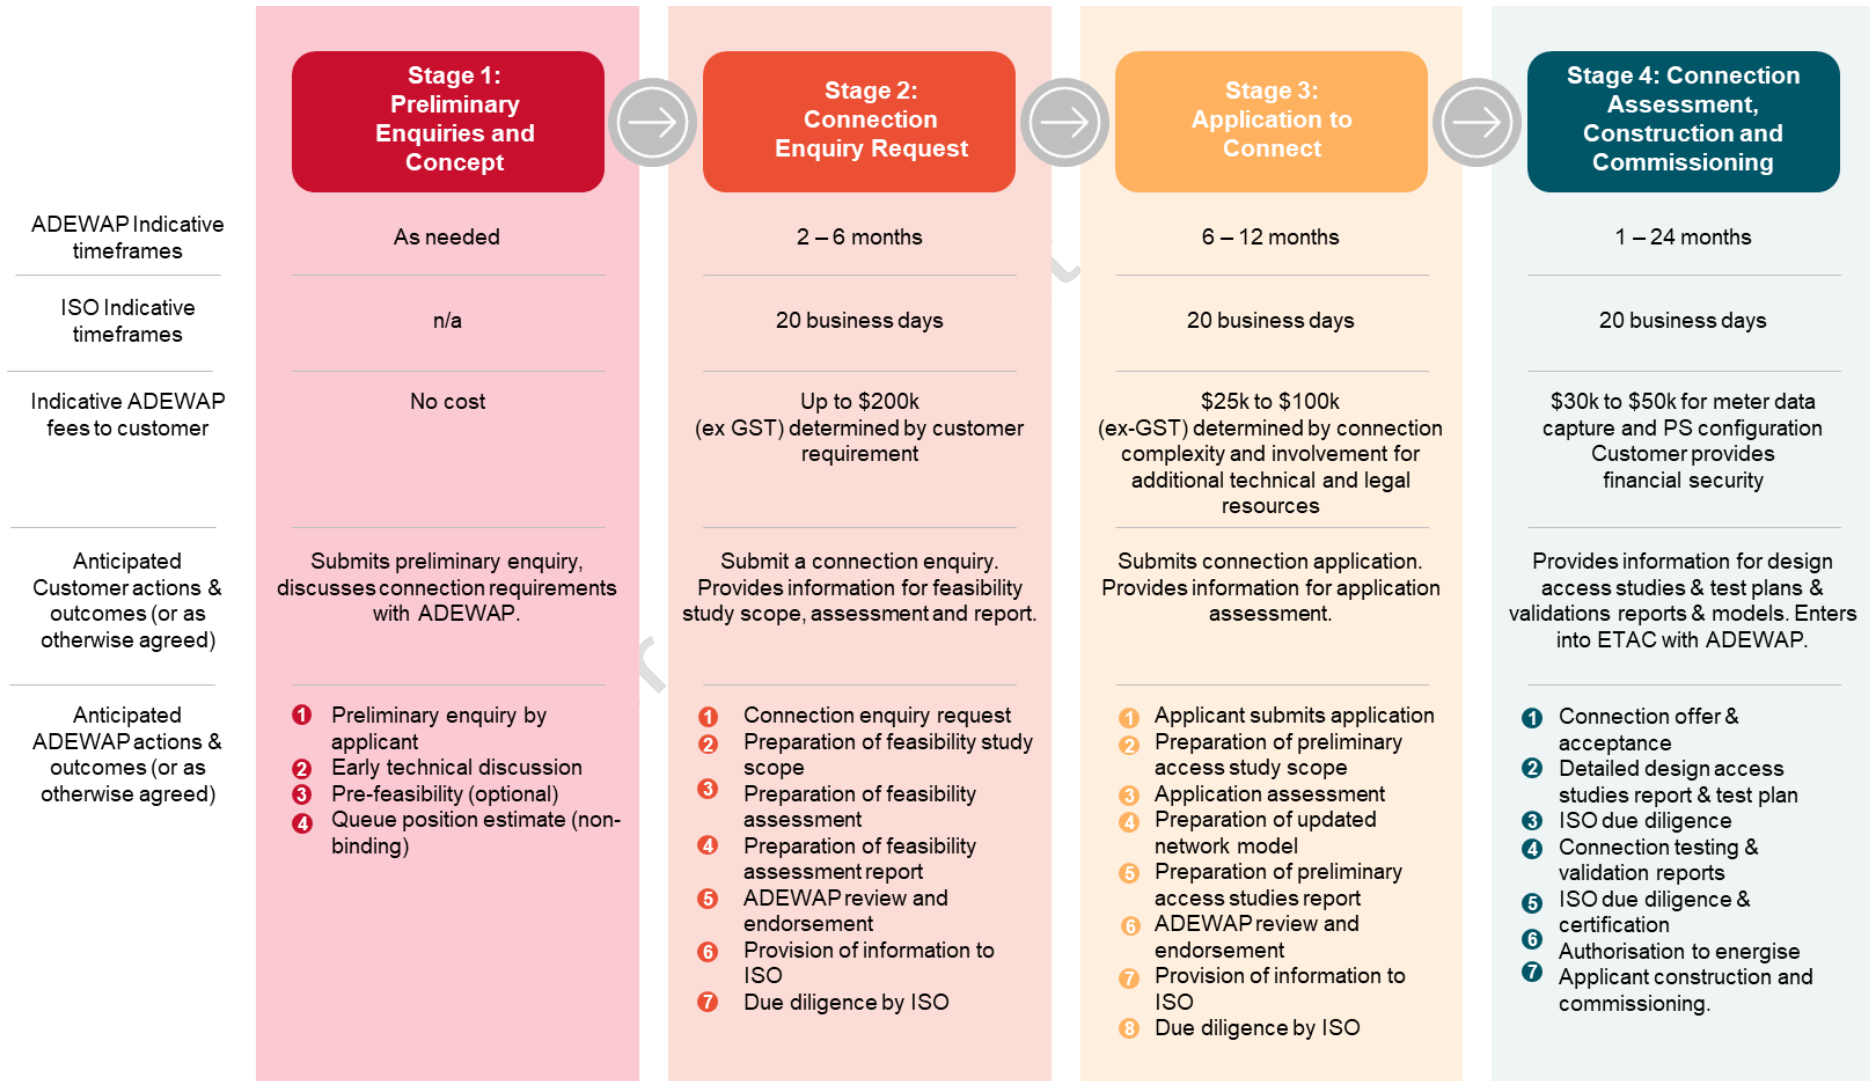 Stage 1:
Preliminary
Enquiries and
Concept
Stage 2:
Connection
Enquiry Request
Stage 3:
Application to
Connect
Stage 4: Connection
Assessment,
Construction and
Commissioning
ADEWAP Indicative
timeframes
As needed
2 – 6 months
6 – 12 months
1 – 24 months
ISO Indicative
timeframes
n/a
20 business days
20 business days
20 business days
Indicative ADEWAP
fees to customer
No cost
Up to $200k
(ex GST) determined by customer
requirement
$25k to $100k
(ex-GST) determined by connection
complexity and involvement for
additional technical and legal
resources
$30k to $50k for meter data
capture and PS configuration
Customer provides
financial security
Anticipated
Customer actions &
outcomes (or as
otherwise agreed)
Submits preliminary enquiry,
discusses connection requirements
with ADEWAP.
Submit a connection enquiry.
Provides information for feasibility
study scope, assessment and report.
Submits connection application.
Provides information for application
assessment.
Provides information for design
access studies & test plans &
validations reports & models. Enters
into ETAC with ADEWAP.
Anticipated
ADEWAP actions &
outcomes (or as
otherwise agreed)
1 Preliminary enquiry by
applicant
2 Early technical discussion
3 Pre-feasibility (optional)
4 Queue position estimate (non-
binding)
1 Connection enquiry request
2 Preparation of feasibility study
scope
3 Preparation of feasibility
assessment
4 Preparation of feasibility
assessment report
5 ADEWAP review and
endorsement
6 Provision of information to
ISO
7 Due diligence by ISO
1 Applicant submits application
2 Preparation of preliminary
access study scope
3 Application assessment
4 Preparation of updated
network model
5 Preparation of preliminary
access studies report
6 ADEWAP review and
endorsement
7 Provision of information to
ISO
8 Due diligence by ISO
1 Connection offer &
acceptance
2 Detailed design access
studies report & test plan
3 ISO due diligence
4 Connection testing &
validation reports
5 ISO due diligence &
certification
6 Authorisation to energise
7 Applicant construction and
commissioning.